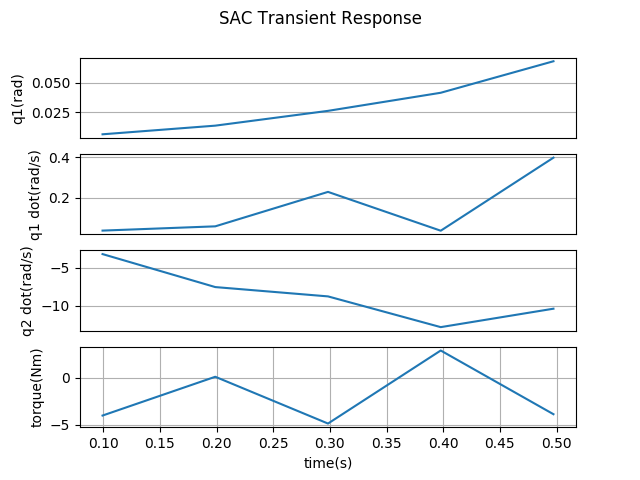 SAC Transient Response
q1(rad)
0.050
0.025
q1 dot(rad/s)
0.4
0.2
q2 dot(rad/s)
−5
−10
torque(Nm)
0
−5
0.10 0.15 0.20 0.25 0.30 0.35 0.40 0.45 0.50
time(s)